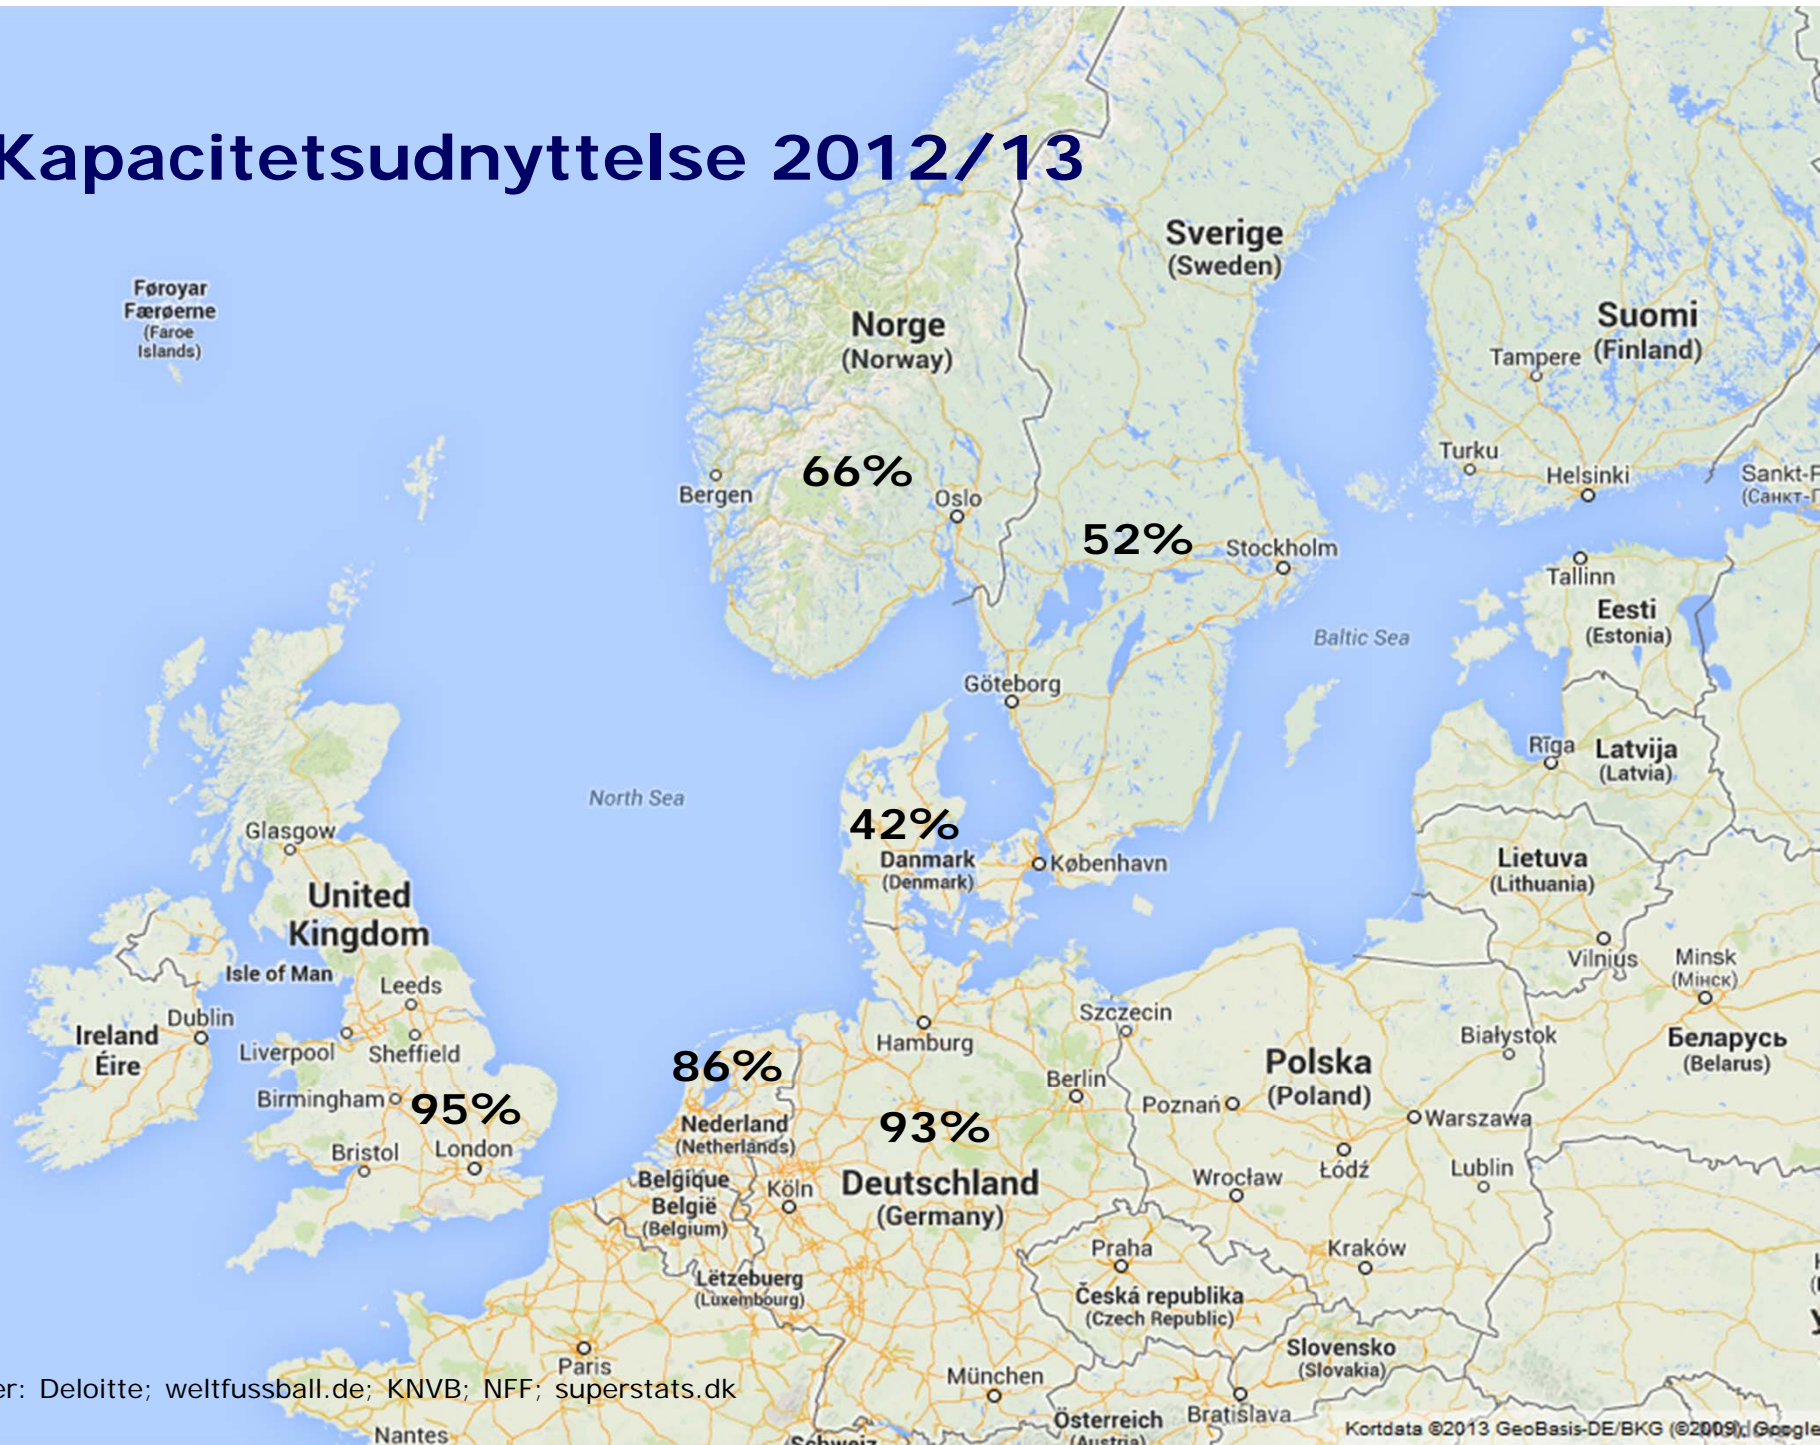 Kapacitetsudnyttelse 2012/13
Sverige
(Sweden)
Føroyar
Færøerne
(Faroe
Islands)
Norge
(Norway)
Suomi
(Finland)
Tampere
Turku
Helsinki
Bergen
66%
Oslo
52%
Stockholm
Tallinn
Eesti
(Estonia)
Baltic Sea
Göteborg
Rīga
Latvija
(Latvia)
North Sea
Glasgow
42%
Danmark
(Denmark)
København
Lietuva
(Lithuania)
United
Kingdom
Vilnius
Minsk
(Мінск)
Isle of Man
Leeds
Ireland
Éire
Dublin
Liverpool
Sheffield
Hamburg
Szczecin
Białystok
Беларусь
(Belarus)
Polska
(Poland)
Birmingham
95%
86%
Nederland
(Netherlands)
93%
Berlin
Poznań
Warszawa
Bristol
London
Belgique
België
(Belgium)
Köln
Deutschland
(Germany)
Wrocław
Łódź
Lublin
Lëtzebuerg
(Luxembourg)
Praha
Česká republika
(Czech Republic)
Kraków
Slovensko
(Slovakia)
Paris
München
Deloitte; weltfussball.de; KNVB; NFF; superstats.dk
Nantes
Schweiz
Österreich
(Austria)
Bratislava
Kortdata ©2013 GeoBasis-DE/BKG (©2009), Google